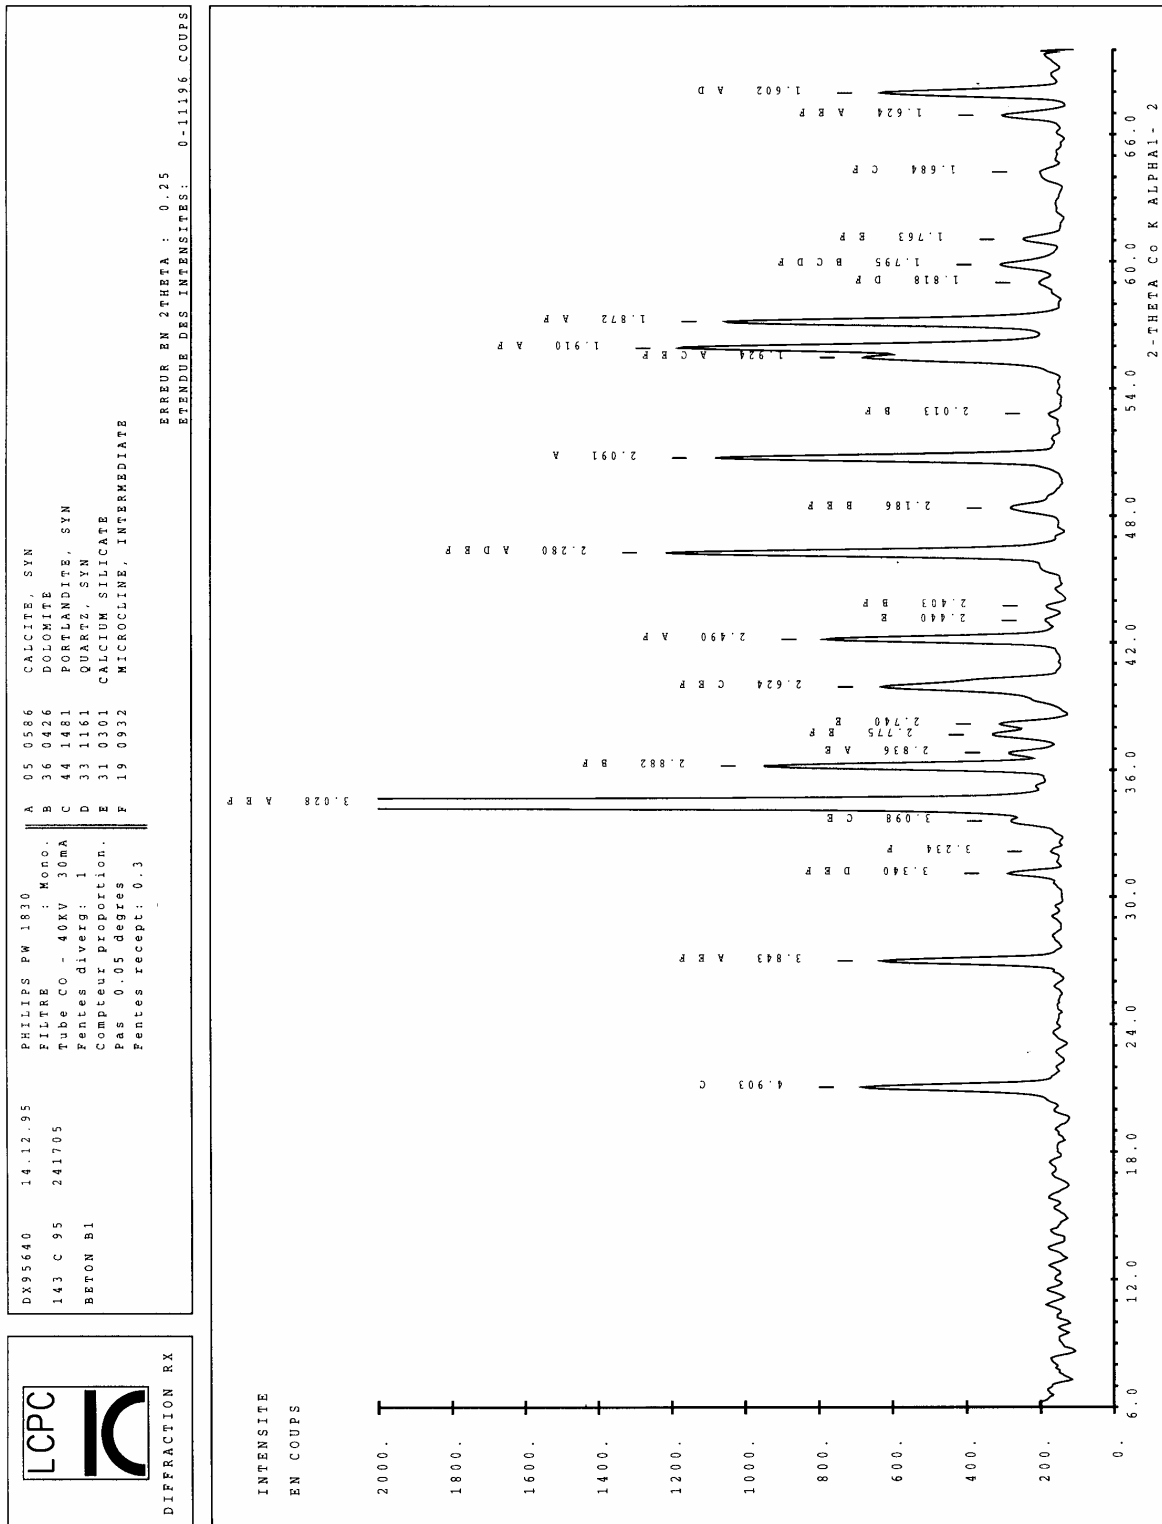 LCPC
DIFFRACTION RX
DX95640 14.12.95
143 C 95 241705
BETON B1
PHILIPS PW 1830
FILTRE : Mono.
Tube CO - 40KV 30mA
Fentes diverg: 1
Compteur proportion.
Pas 0.05 degres
Fentes recept: 0.3
A 05 0586 CALCITE, SYN
B 36 0426 DOLOMITE
C 44 1481 PORTLANDITE, SYN
D 33 1161 QUARTZ, SYN
E 31 0301 CALCIUM SILICATE
F 19 0932 MICROCLINE, INTERMEDIATE
ERREUR EN 2THETA : 0.25
ETENDUE DES INTENSITES: 0-11196 COUPS
INTENSITE
EN COUPS
2000.
1600.
1400.
1200.
1000.
800.
600.
400.
200.
0.
4.903 C
3.843 A E F
3.340 D E F
3.234 F
3.098 C E
3.028 A E F
2.882 B F
2.836 A E
2.775 E F
2.740 E
2.624 C E F
2.490 A F
2.440 E
2.403 B F
2.280 A D E F
2.186 B E F
2.091 A
2.013 B F
1.924 A C E F
1.910 A F
1.872 A F
1.818 D F
1.795 B C D F
1.763 E F
1.684 C F
1.624 A E F
1.602 A D
6.0 12.0 18.0 24.0 30.0 36.0 42.0 48.0 54.0 60.0 66.0
2-THETA Co K ALPHA1- 2